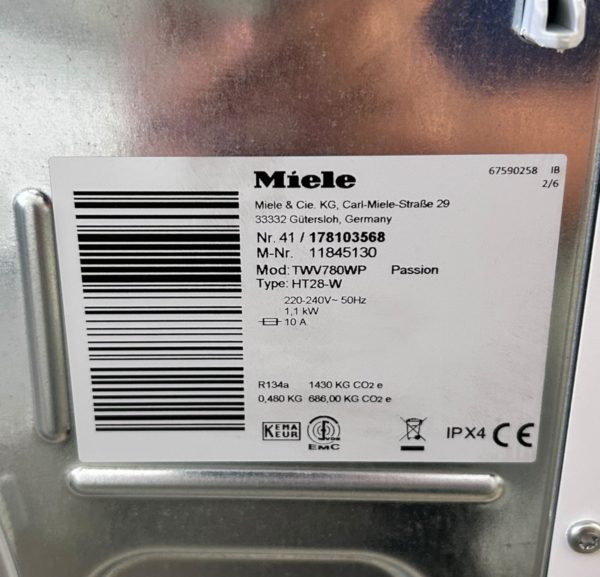 Miele
67590258 IB
2/6
Miele & Cie. KG, Carl-Miele-Straße 29
33332 Gütersloh, Germany
Nr. 41 / 178103568
M-Nr. 11845130
Mod: TWV780WP Passion
Type: HT28-W
220-240V~ 50Hz
1,1 kW
10 A
R134a 1430 KG CO2 e
0,480 KG 686,00 KG CO2 e
KEMA
KEUR
VDE
EMC
IPX4 CE